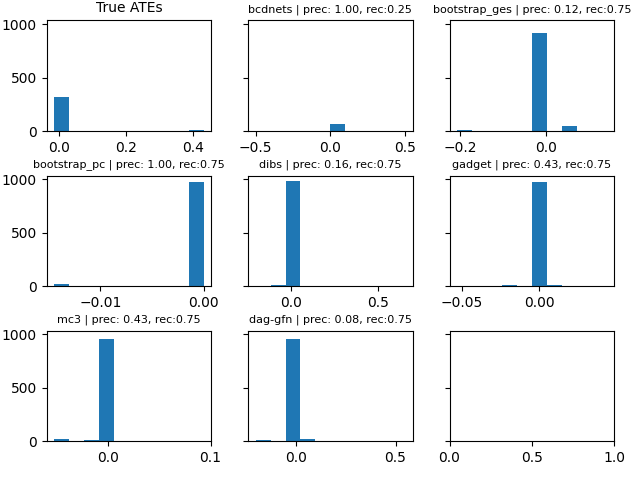 True ATEs
bcdnets | prec: 1.00, rec:0.25
bootstrap_ges | prec: 0.12, rec:0.75
1000
500
0
0.0 0.2 0.4
−0.5 0.0 0.5
−0.2 0.0
bootstrap_pc | prec: 1.00, rec:0.75
dibs | prec: 0.16, rec:0.75
gadget | prec: 0.43, rec:0.75
1000
500
0
−0.01 0.00
0.0 0.5
−0.05 0.00
mc3 | prec: 0.43, rec:0.75
dag-gfn | prec: 0.08, rec:0.75
1000
500
0
0.0 0.1
0.0 0.5
0.0 0.5 1.0